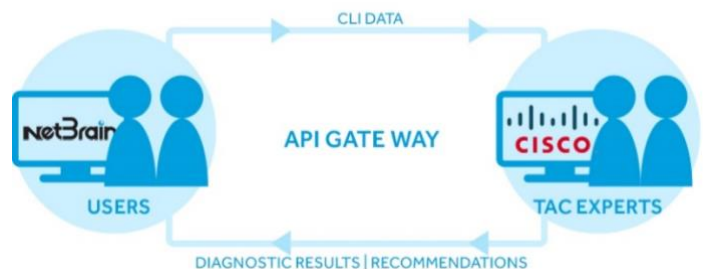 CLI DATA
NetBrain
API GATE WAY
CISCO
USERS
TAC EXPERTS
DIAGNOSTIC RESULTS | RECOMMENDATIONS